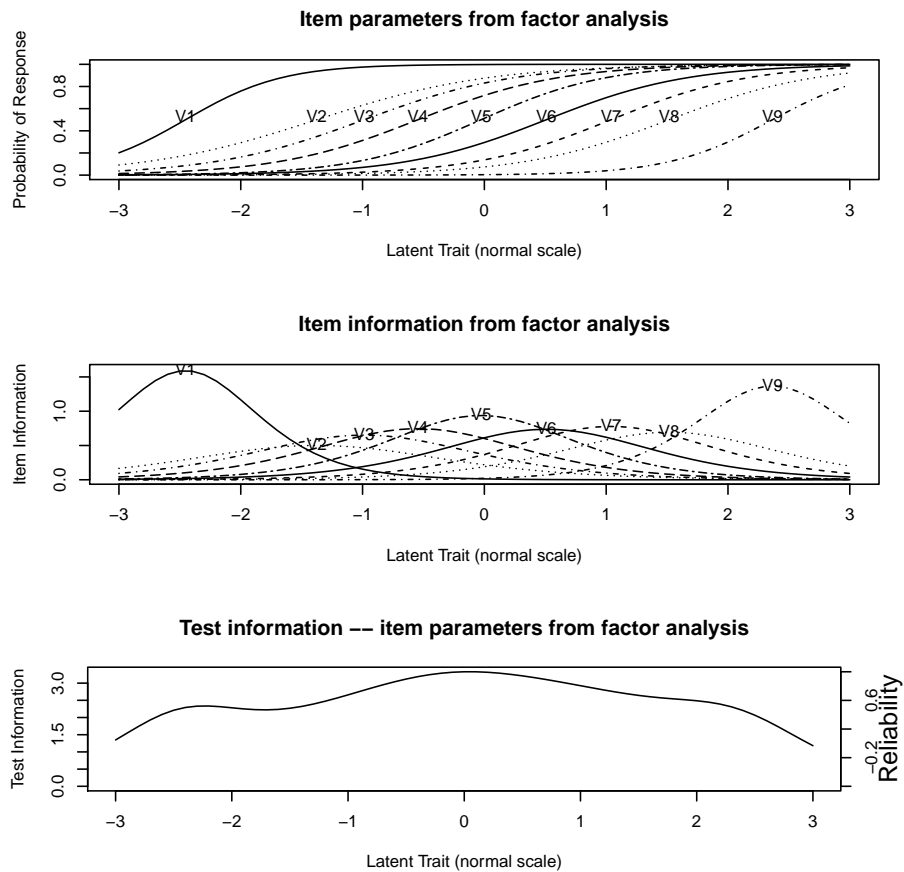 Item parameters from factor analysis
Probability of Response
0.0 0.4 0.8
V1 V2 V3 V4 V5 V6 V7 V8 V9
−3 −2 −1 0 1 2 3
Latent Trait (normal scale)
Item information from factor analysis
Item Information
0.0 1.0
V1 V2 V3 V4 V5 V6 V7 V8 V9
−3 −2 −1 0 1 2 3
Latent Trait (normal scale)
Test information −− item parameters from factor analysis
Test Information
0.0 1.5 3.0
−0.2 0.6
Reliability
−3 −2 −1 0 1 2 3
Latent Trait (normal scale)